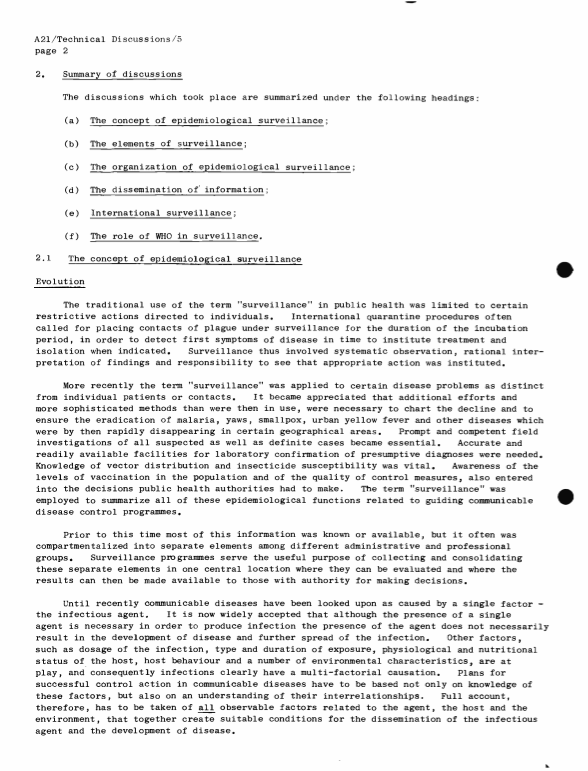 A21/Technical Discussions/5
page 2
2. Summary of discussions
The discussions which took place are summarized under the following headings:
(a) The concept of epidemiological surveillance;
(b) The elements of surveillance;
(c) The organization of epidemiological surveillance;
(d) The dissemination of information;
(e) International surveillance;
(f) The role of WHO in surveillance.
2.1 The concept of epidemiological surveillance
Evolution
The traditional use of the term "surveillance" in public health was limited to certain
restrictive actions directed to individuals. International quarantine procedures often
called for placing contacts of plague under surveillance for the duration of the incubation
period, in order to detect first symptoms of disease in time to institute treatment and
isolation when indicated. Surveillance thus involved systematic observation, rational inter-
pretation of findings and responsibility to see that appropriate action was instituted.
More recently the term "surveillance" was applied to certain disease problems as distinct
from individual patients or contacts. It became appreciated that additional efforts and
more sophisticated methods than were then in use, were necessary to chart the decline and to
ensure the eradication of malaria, yaws, smallpox, urban yellow fever and other diseases which
were by then rapidly disappearing in certain geographical areas. Prompt and competent field
investigations of all suspected as well as definite cases became essential. Accurate and
readily available facilities for laboratory confirmation of presumptive diagnoses were needed.
Knowledge of vector distribution and insecticide susceptibility was vital. Awareness of the
levels of vaccination in the population and of the quality of control measures, also entered
into the decisions public health authorities had to make. The term "surveillance" was
employed to summarize all of these epidemiological functions related to guiding communicable
disease control programmes.
Prior to this time most of this information was known or available, but it often was
compartmentalized into separate elements among different administrative and professional
groups. Surveillance programmes serve the useful purpose of collecting and consolidating
these separate elements in one central location where they can be evaluated and where the
results can then be made available to those with authority for making decisions.
Until recently communicable diseases have been looked upon as caused by a single factor -
the infectious agent. It is now widely accepted that although the presence of a single
agent is necessary in order to produce infection the presence of the agent does not necessarily
result in the development of disease and further spread of the infection. Other factors,
such as dosage of the infection, type and duration of exposure, physiological and nutritional
status of the host, host behaviour and a number of environmental characteristics, are at
play, and consequently infections clearly have a multi-factorial causation. Plans for
successful control action in communicable diseases have to be based not only on knowledge of
these factors, but also on an understanding of their interrelationships. Full account,
therefore, has to be taken of all observable factors related to the agent, the host and the
environment, that together create suitable conditions for the dissemination of the infectious
agent and the development of disease.